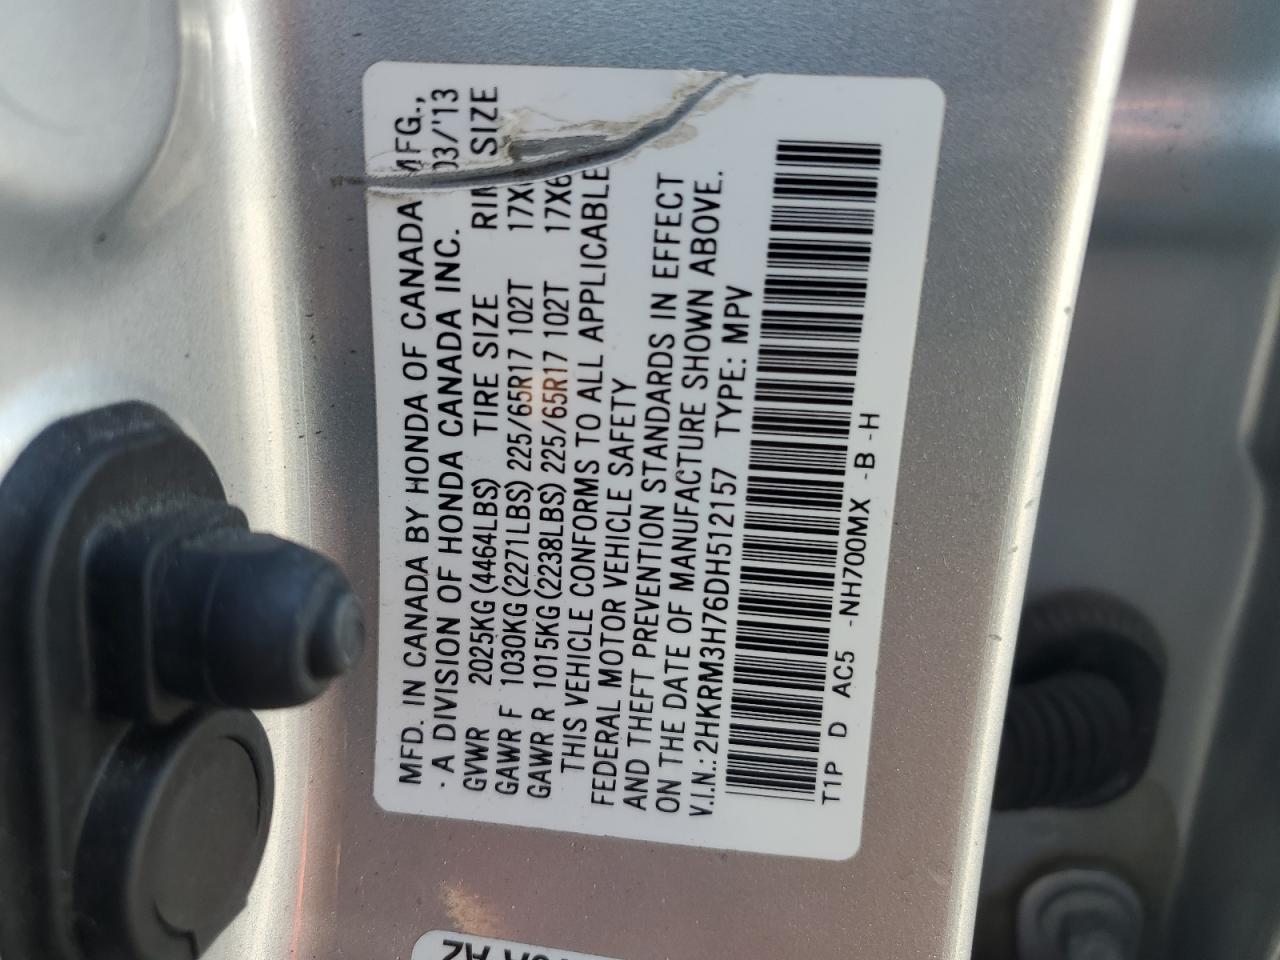 MFD. IN CANADA BY HONDA OF CANADA MFG.,
A DIVISION OF HONDA CANADA INC. 03/'13
GVWR 2025KG (4464LBS) TIRE SIZE RIM SIZE
GAWR F 1030KG (2271LBS) 225/65R17 102T
GAWR R 1015KG (2238LBS) 225/65R17 102T
THIS VEHICLE CONFORMS TO ALL APPLICABLE
FEDERAL MOTOR VEHICLE SAFETY
AND THEFT PREVENTION STANDARDS IN EFFECT
ON THE DATE OF MANUFACTURE SHOWN ABOVE.
V.I.N.: 2HKRM3H76DH512157 TYPE: MPV
T1P D AC5 -NH700MX -B -H